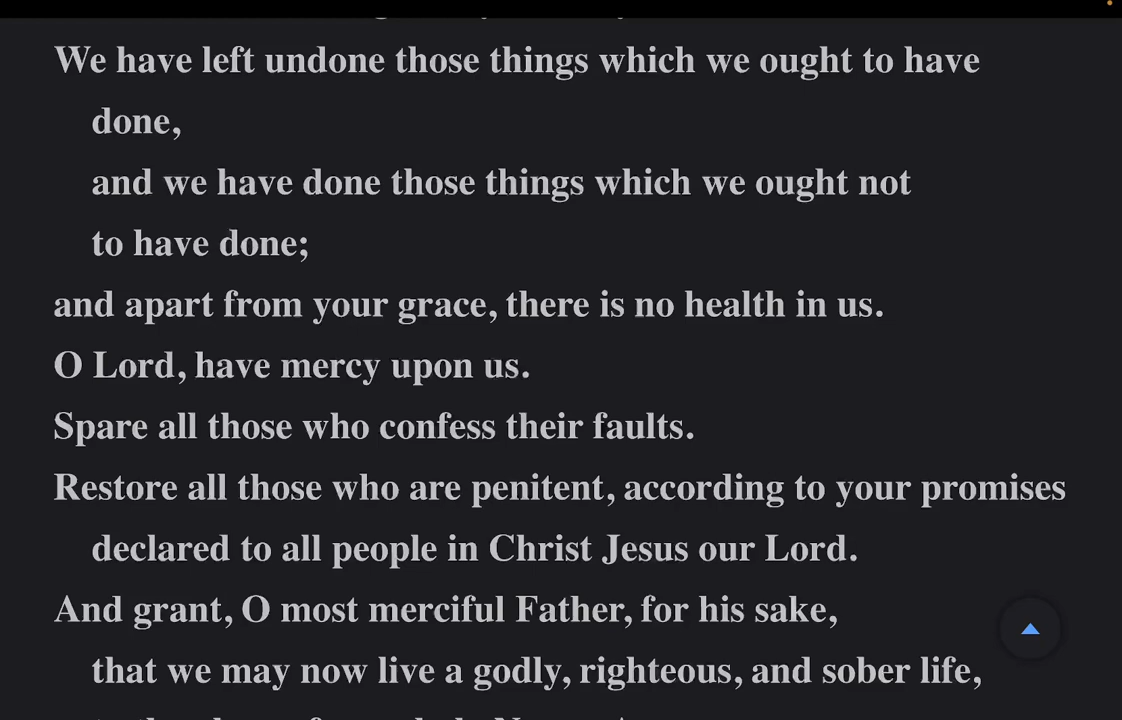 We have left undone those things which we ought to have
done,
and we have done those things which we ought not
to have done;
and apart from your grace, there is no health in us.
O Lord, have mercy upon us.
Spare all those who confess their faults.
Restore all those who are penitent, according to your promises
declared to all people in Christ Jesus our Lord.
And grant, O most merciful Father, for his sake,
that we may now live a godly, righteous, and sober life,